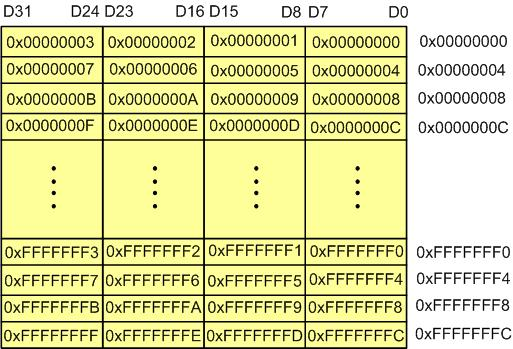 D31 D24 D23 D16 D15 D8 D7 D0
0x00000003 0x00000002 0x00000001 0x00000000 0x00000000
0x00000007 0x00000006 0x00000005 0x00000004 0x00000004
0x0000000B 0x0000000A 0x00000009 0x00000008 0x00000008
0x0000000F 0x0000000E 0x0000000D 0x0000000C 0x0000000C
0xFFFFFFF3 0xFFFFFFF2 0xFFFFFFF1 0xFFFFFFF0 0xFFFFFFF0
0xFFFFFFF7 0xFFFFFFF6 0xFFFFFFF5 0xFFFFFFF4 0xFFFFFFF4
0xFFFFFFFB 0xFFFFFFFA 0xFFFFFFF9 0xFFFFFFF8 0xFFFFFFF8
0xFFFFFFFF 0xFFFFFFFE 0xFFFFFFFD 0xFFFFFFFC 0xFFFFFFFC